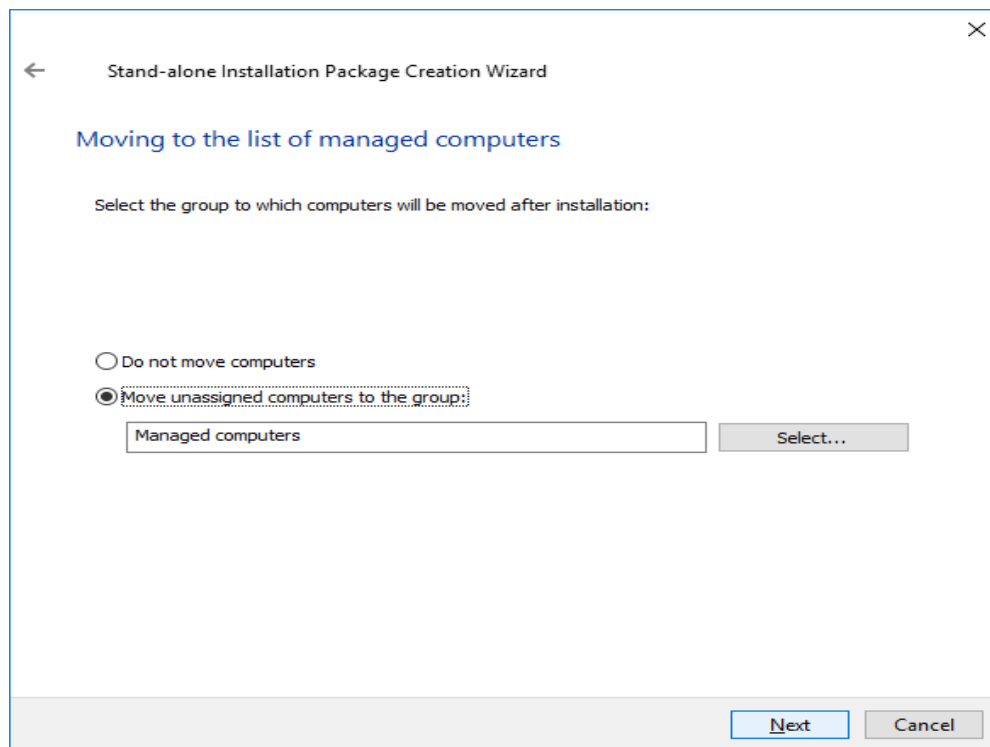 Stand-alone Installation Package Creation Wizard
Moving to the list of managed computers
Select the group to which computers will be moved after installation:
Do not move computers
Move unassigned computers to the group:
Managed computers
Select...
Next
Cancel